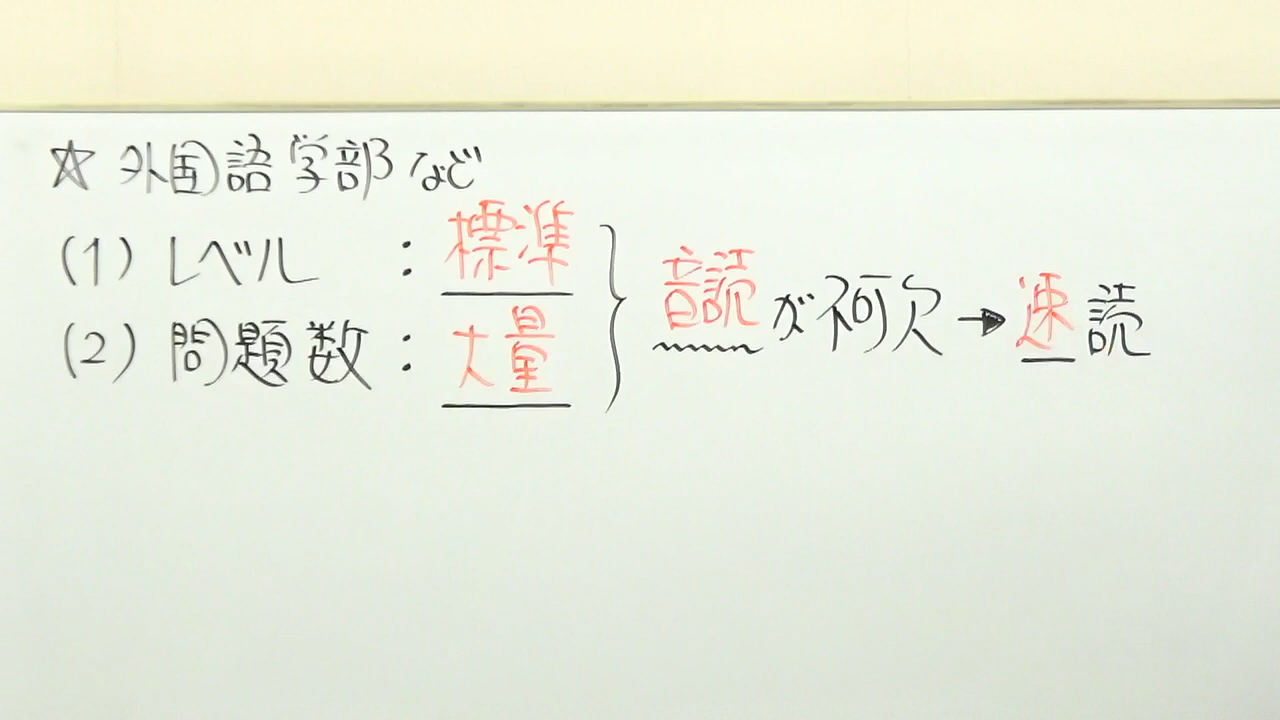 ☆ 外国語学部など
(1) レベル : 標準
(2) 問題数 : 大量
音読が不可欠→速読